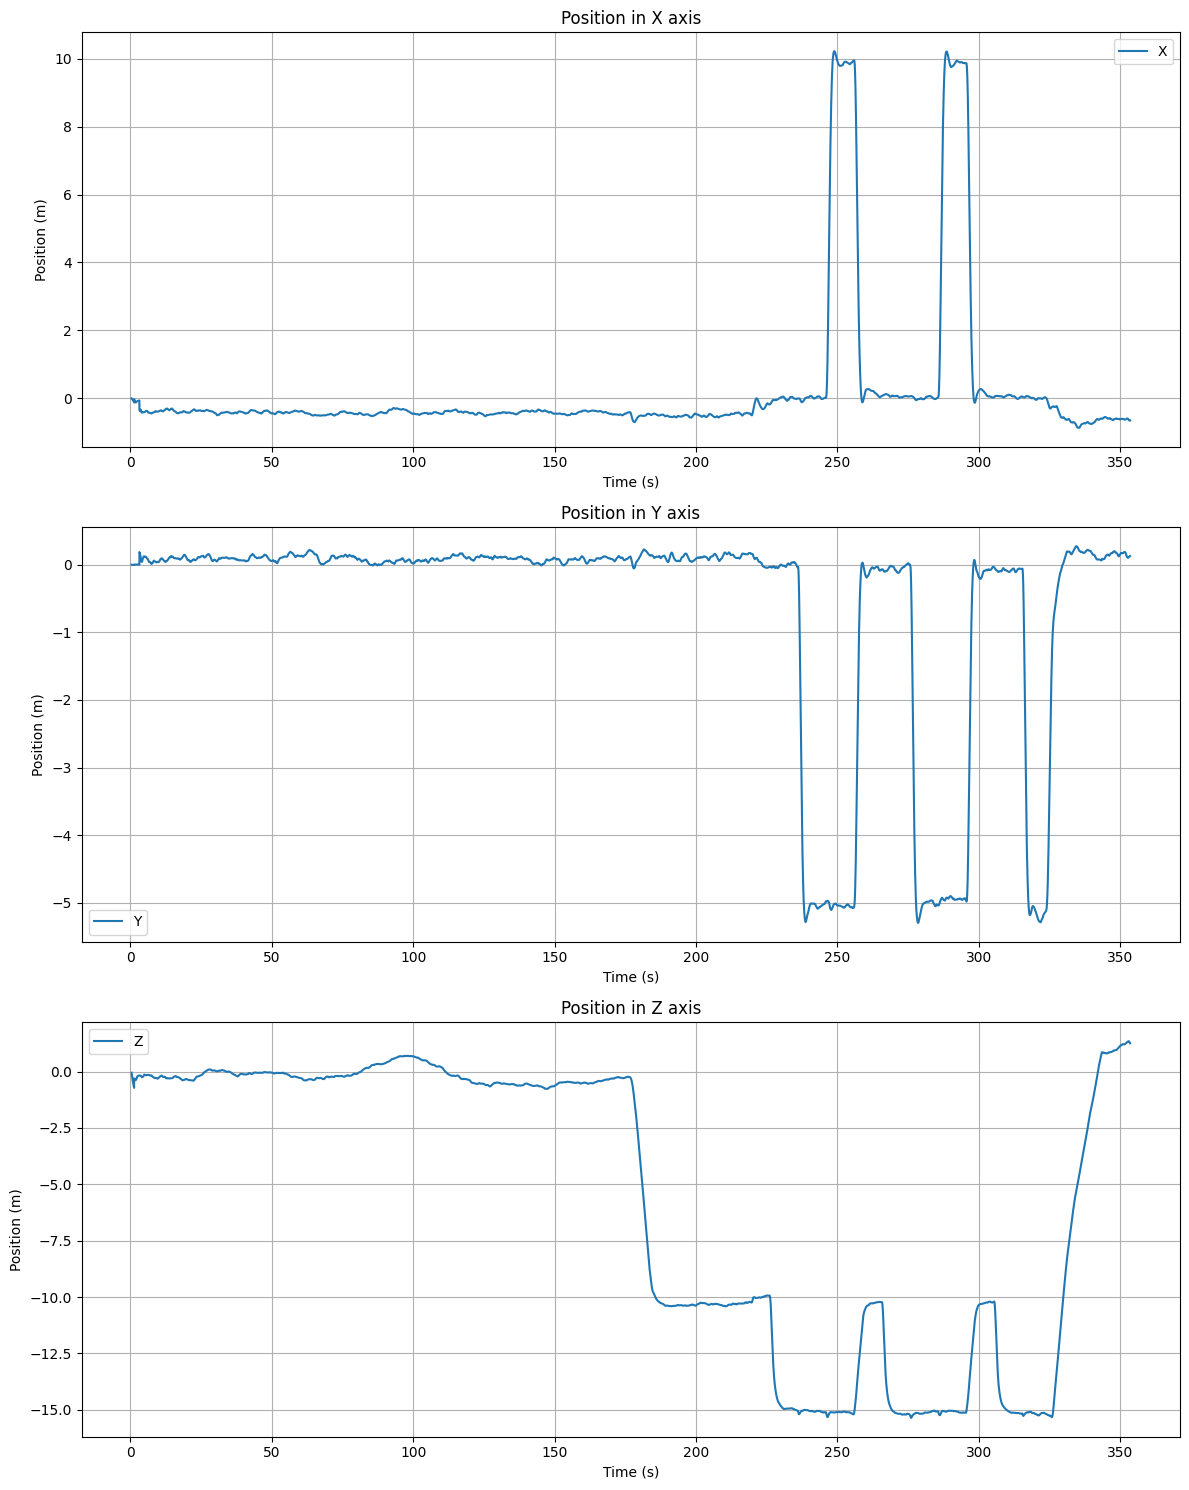 Position in X axis
10
8
6
4
2
0
Position (m)
X
0 50 100 150 200 250 300 350
Time (s)
Position in Y axis
0
−1
−2
−3
−4
−5
Position (m)
Y
0 50 100 150 200 250 300 350
Time (s)
Position in Z axis
Z
0.0
−2.5
−5.0
−7.5
−10.0
−12.5
−15.0
Position (m)
0 50 100 150 200 250 300 350
Time (s)